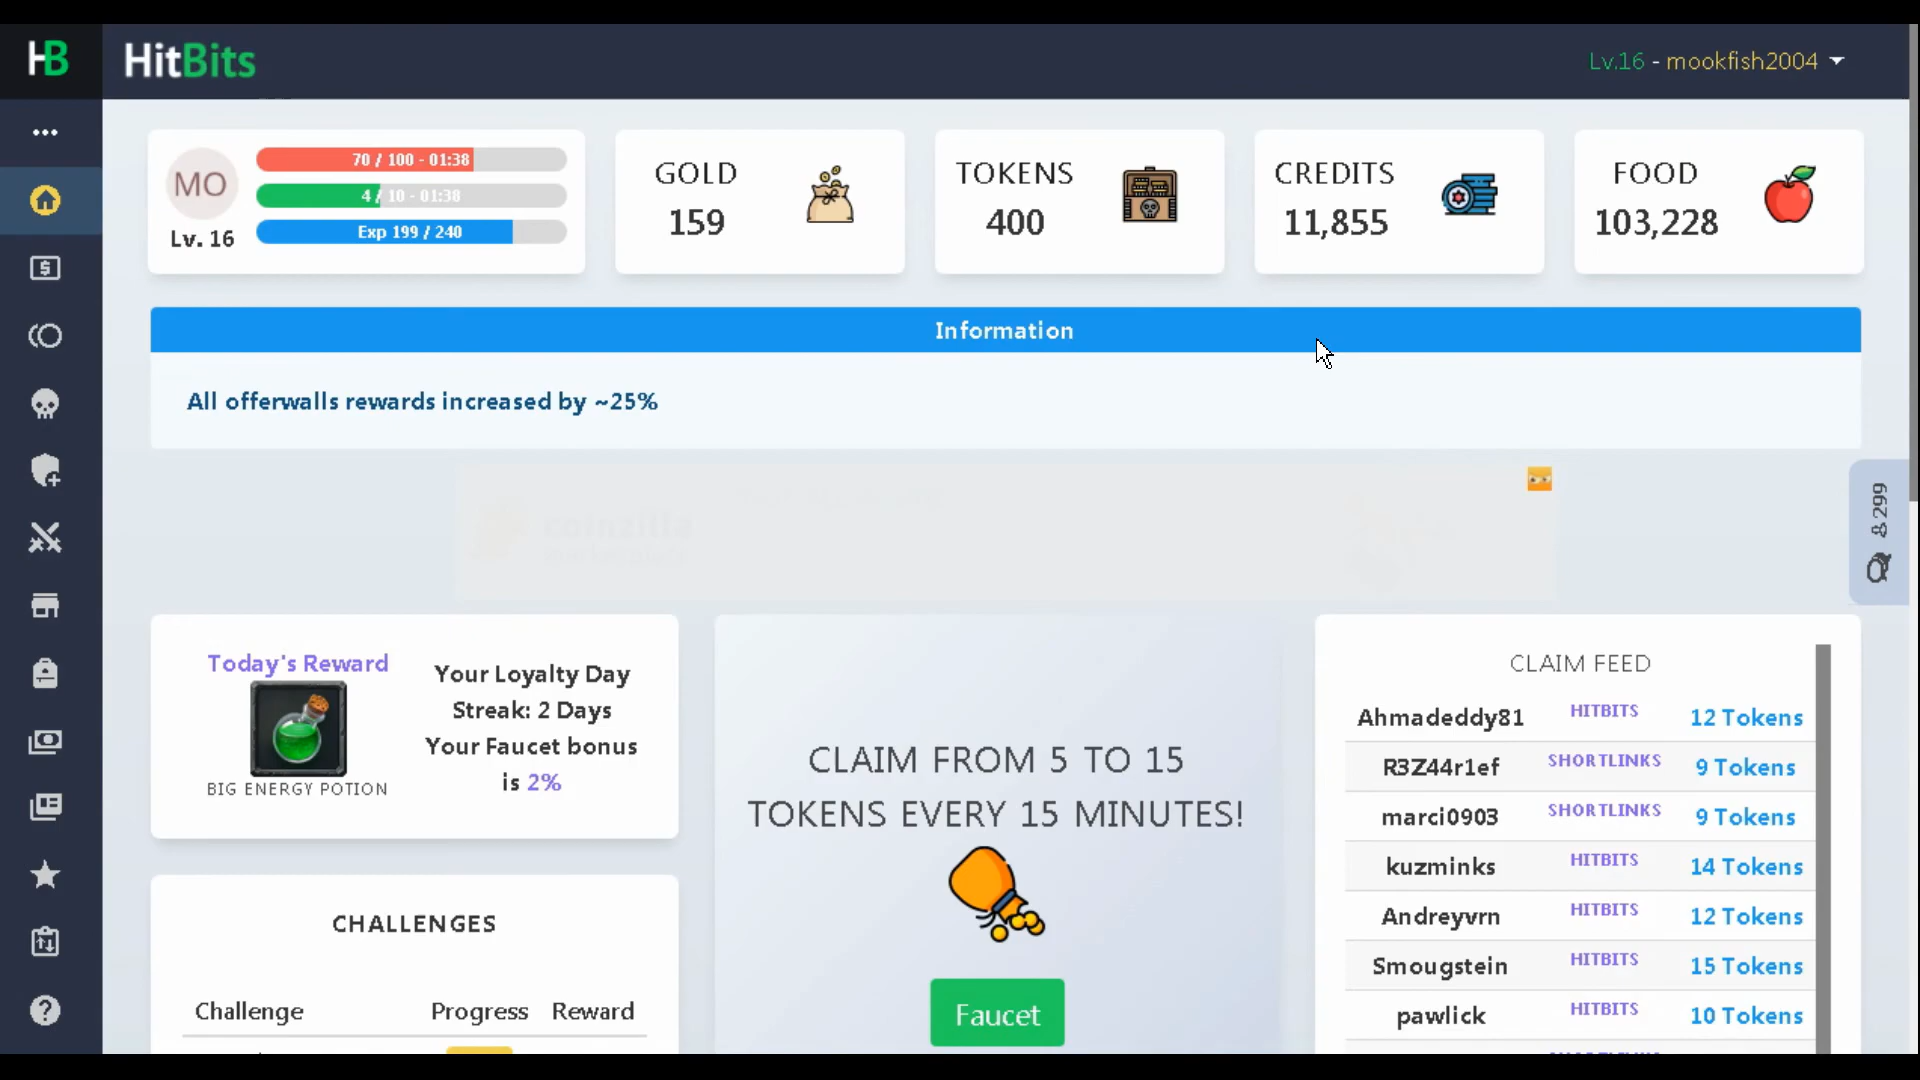 HB
HitBits
Lv.16 - mookfish2004
MO
Lv. 16
70 / 100 - 01:38
4 / 10 - 01:38
Exp 199 / 240
GOLD
159
TOKENS
400
CREDITS
11,855
FOOD
103,228
Information
All offerwalls rewards increased by ~25%
coinzilla
299
Today's Reward
BIG ENERGY POTION
Your Loyalty Day
Streak: 2 Days
Your Faucet bonus
is 2%
CHALLENGES
Challenge Progress Reward
CLAIM FROM 5 TO 15
TOKENS EVERY 15 MINUTES!
Faucet
CLAIM FEED
Ahmadeddy81 HITBITS 12 Tokens
R3Z44r1ef SHORTLINKS 9 Tokens
marci0903 SHORTLINKS 9 Tokens
kuzminks HITBITS 14 Tokens
Andreyvrn HITBITS 12 Tokens
Smougstein HITBITS 15 Tokens
pawlick HITBITS 10 Tokens